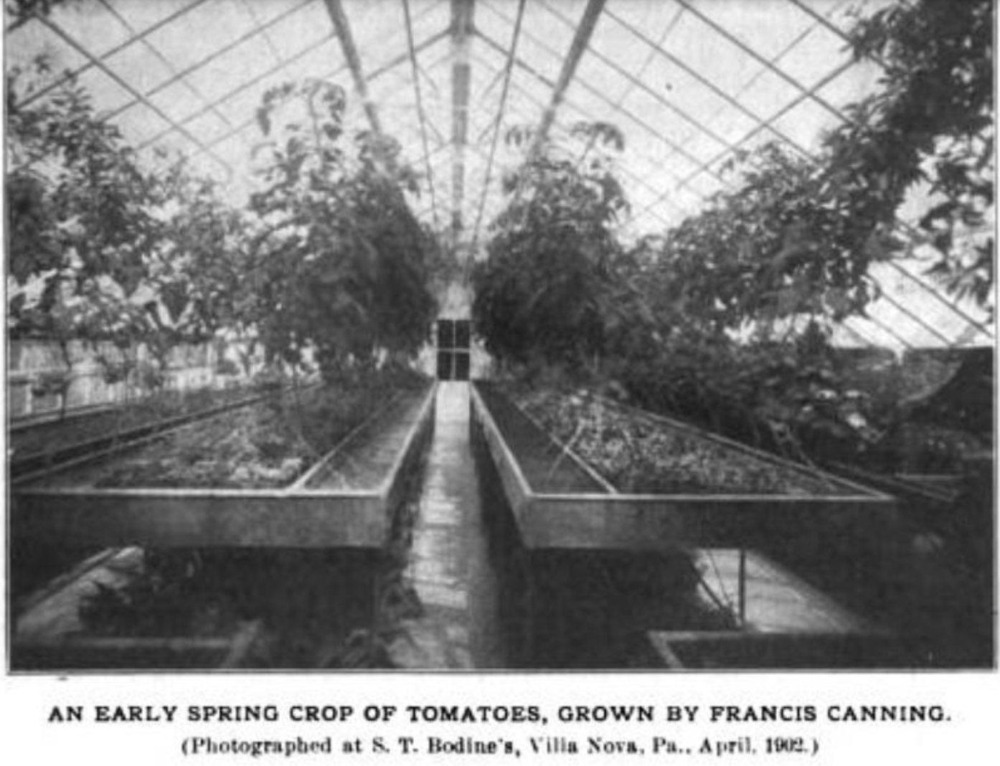 AN EARLY SPRING CROP OF TOMATOES, GROWN BY FRANCIS CANNING.
(Photographed at S. T. Bodine's, Villa Nova, Pa., April, 1902.)